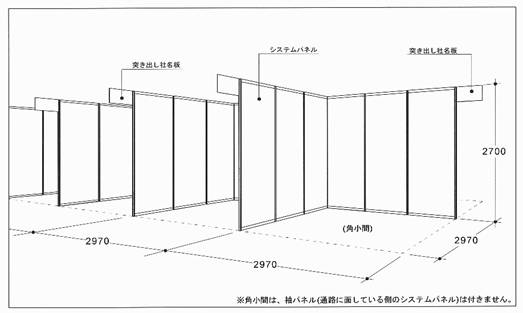 突き出し社名板
システムパネル
突き出し社名板
2700
(角小間)
2970
2970
2970
※角小間は、袖パネル(通路に面している側のシステムパネル)は付きません。